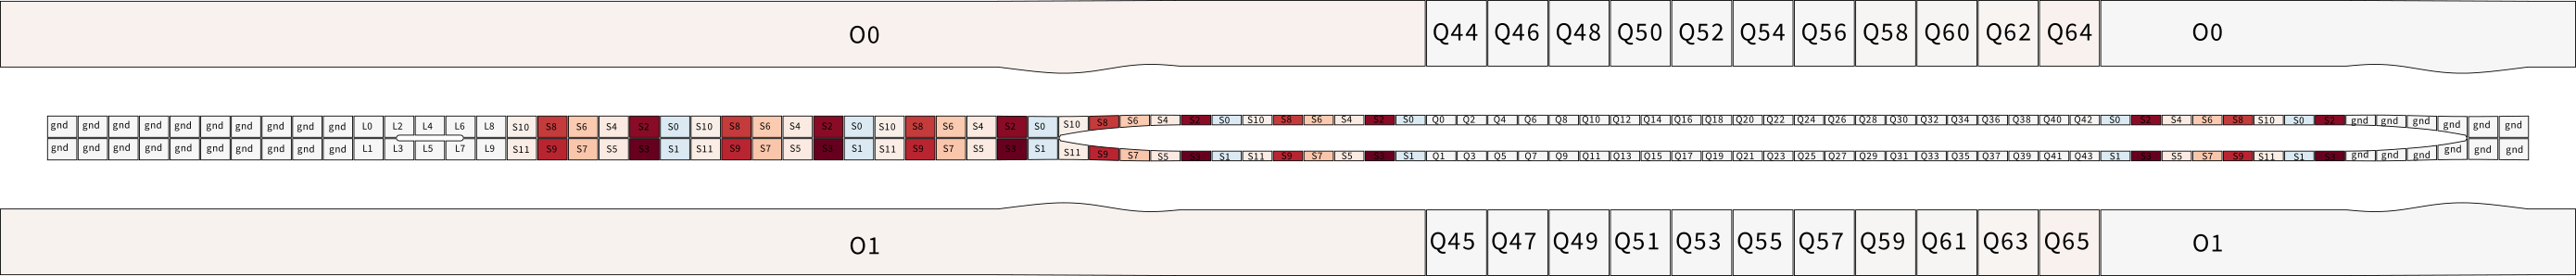 O0 Q44 Q46 Q48 Q50 Q52 Q54 Q56 Q58 Q60 Q62 Q64 O0
gnd gnd gnd gnd gnd gnd gnd gnd gnd gnd L0 L2 L4 L6 L8 S10 S8 S6 S4 S2 S0 S10 S8 S6 S4 S2 S0 S10 S8 S6 S4 S2 S0 S10 S8 S6 S4 S2 S0 S10 S8 S6 S4 S2 S0 Q0 Q2 Q4 Q6 Q8 Q10 Q12 Q14 Q16 Q18 Q20 Q22 Q24 Q26 Q28 Q30 Q32 Q34 Q36 Q38 Q40 Q42 S0 S2 S4 S6 S8 S10 S0 S2 gnd gnd gnd gnd gnd gnd
gnd gnd gnd gnd gnd gnd gnd gnd gnd gnd L1 L3 L5 L7 L9 S11 S9 S7 S5 S3 S1 S11 S9 S7 S5 S3 S1 S11 S9 S7 S5 S3 S1 S11 S9 S7 S5 S3 S1 S11 S9 S7 S5 S3 S1 Q1 Q3 Q5 Q7 Q9 Q11 Q13 Q15 Q17 Q19 Q21 Q23 Q25 Q27 Q29 Q31 Q33 Q35 Q37 Q39 Q41 Q43 S1 S3 S5 S7 S9 S11 S1 S3 gnd gnd gnd gnd gnd gnd
O1 Q45 Q47 Q49 Q51 Q53 Q55 Q57 Q59 Q61 Q63 Q65 O1